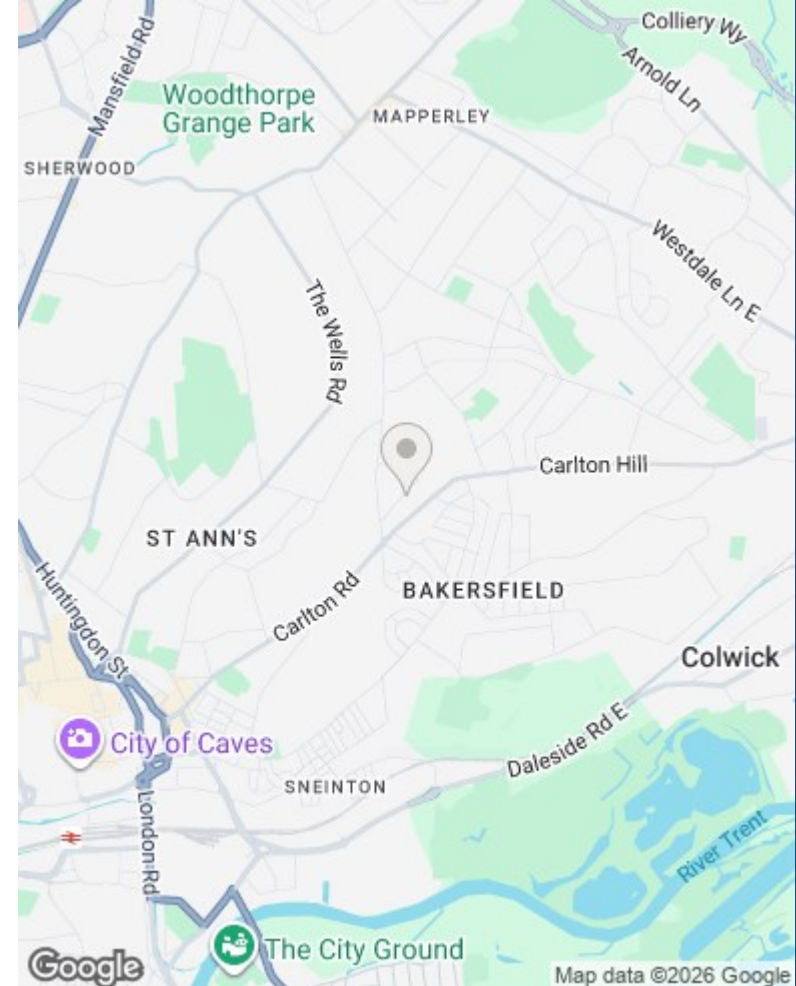 Colliery Wy
Mansfield Rd
Arnold Ln
Woodthorpe
Grange Park
MAPPERLEY
SHERWOOD
Westdale Ln E
The Wells Rd
Carlton Hill
ST ANN'S
Huntingdon St
Carlton Rd
BAKERSFIELD
Colwick
City of Caves
Daleside Rd E
SNEINTON
London Rd
River Trent
The City Ground
Google
Map data ©2026 Google